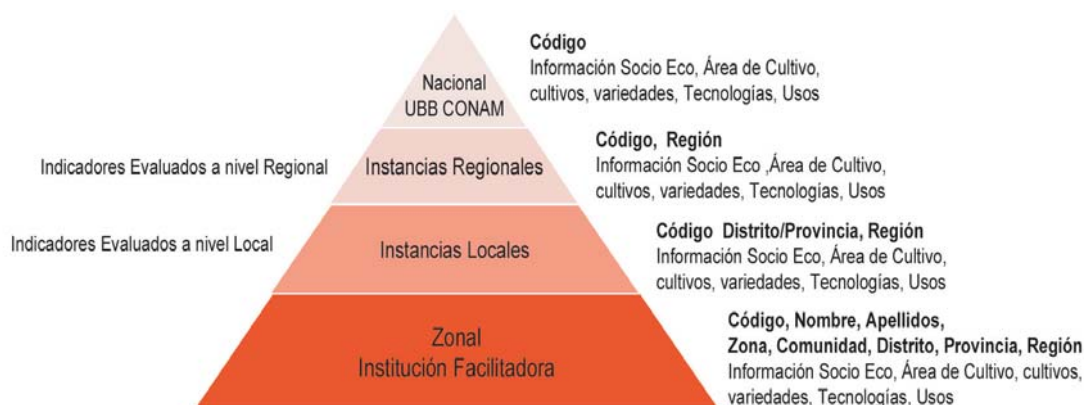 Código
Información Socio Eco, Área de Cultivo,
cultivos, variedades, Tecnologías, Usos
Nacional
UBB CONAM
Código, Región
Información Socio Eco ,Área de Cultivo,
cultivos, variedades, Tecnologías, Usos
Indicadores Evaluados a nivel Regional
Instancias Regionales
Código Distrito/Provincia, Región
Información Socio Eco, Área de Cultivo,
cultivos, variedades, Tecnologías, Usos
Indicadores Evaluados a nivel Local
Instancias Locales
Código, Nombre, Apellidos,
Zona, Comunidad, Distrito, Provincia, Región
Información Socio Eco, Área de Cultivo, cultivos,
variedades, Tecnologías, Usos
Zonal
Institución Facilitadora